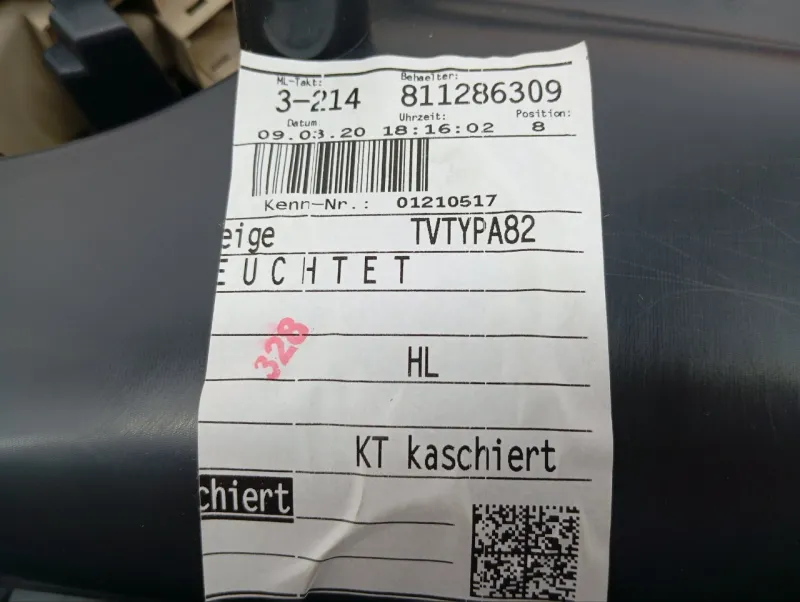 ML-Takt: Behaelter:
3-214 811286309
Datum Uhrzeit: Position:
09.03.20 18:16:02 8
Kenn-Nr.: 01210517
eige TVTYPA82
EUCHTET
328
HL
KT kaschiert
chiert